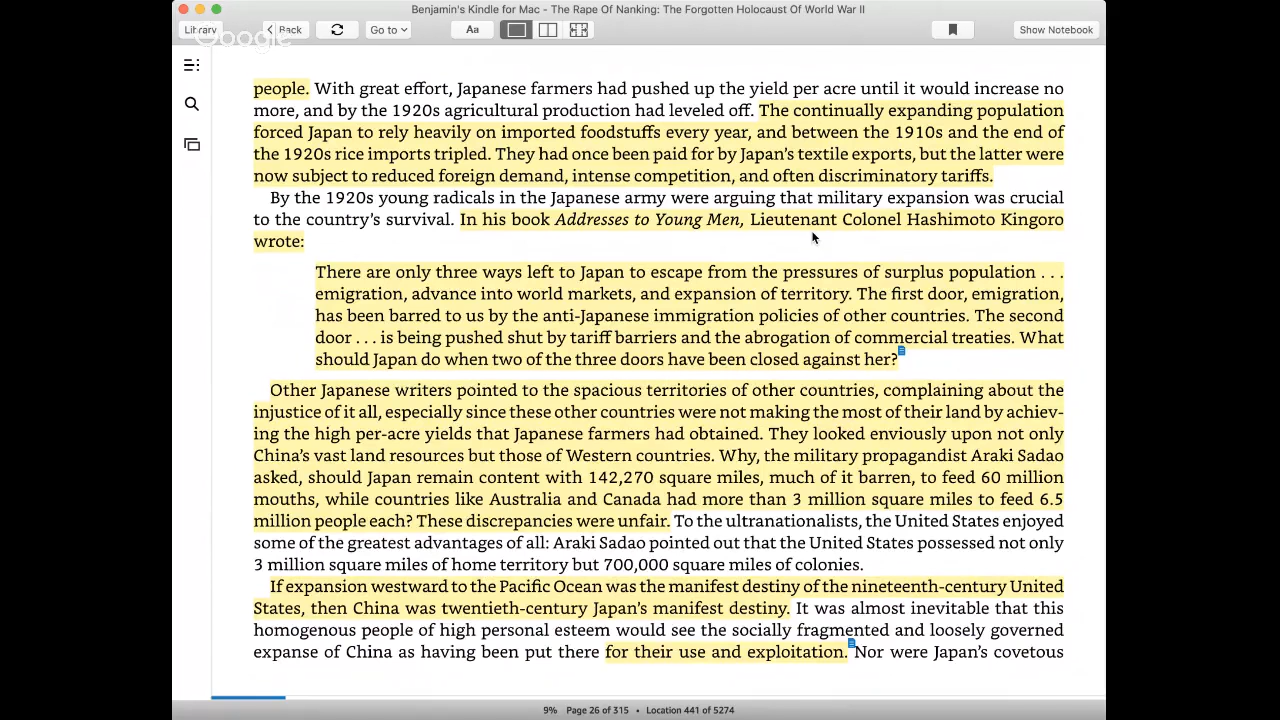 Benjamin's Kindle for Mac - The Rape Of Nanking: The Forgotten Holocaust Of World War II
Library
Back
Go to
Aa
Show Notebook
Google
people. With great effort, Japanese farmers had pushed up the yield per acre until it would increase no
more, and by the 1920s agricultural production had leveled off. The continually expanding population
forced Japan to rely heavily on imported foodstuffs every year, and between the 1910s and the end of
the 1920s rice imports tripled. They had once been paid for by Japan’s textile exports, but the latter were
now subject to reduced foreign demand, intense competition, and often discriminatory tariffs.
By the 1920s young radicals in the Japanese army were arguing that military expansion was crucial
to the country’s survival. In his book Addresses to Young Men, Lieutenant Colonel Hashimoto Kingoro
wrote:
There are only three ways left to Japan to escape from the pressures of surplus population . . .
emigration, advance into world markets, and expansion of territory. The first door, emigration,
has been barred to us by the anti-Japanese immigration policies of other countries. The second
door . . . is being pushed shut by tariff barriers and the abrogation of commercial treaties. What
should Japan do when two of the three doors have been closed against her?
Other Japanese writers pointed to the spacious territories of other countries, complaining about the
injustice of it all, especially since these other countries were not making the most of their land by achiev-
ing the high per-acre yields that Japanese farmers had obtained. They looked enviously upon not only
China’s vast land resources but those of Western countries. Why, the military propagandist Araki Sadao
asked, should Japan remain content with 142,270 square miles, much of it barren, to feed 60 million
mouths, while countries like Australia and Canada had more than 3 million square miles to feed 6.5
million people each? These discrepancies were unfair. To the ultranationalists, the United States enjoyed
some of the greatest advantages of all: Araki Sadao pointed out that the United States possessed not only
3 million square miles of home territory but 700,000 square miles of colonies.
If expansion westward to the Pacific Ocean was the manifest destiny of the nineteenth-century United
States, then China was twentieth-century Japan’s manifest destiny. It was almost inevitable that this
homogenous people of high personal esteem would see the socially fragmented and loosely governed
expanse of China as having been put there for their use and exploitation. Nor were Japan’s covetous
9% Page 26 of 315 • Location 441 of 5274